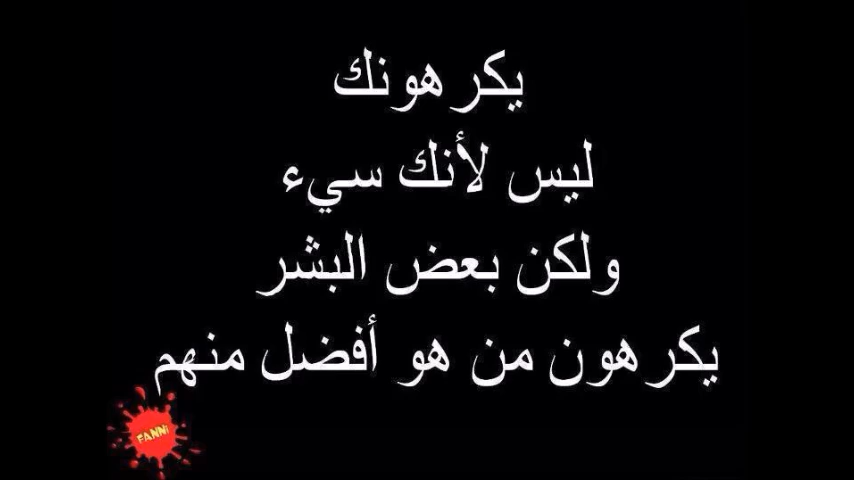 يكرهونك
ليس لأنك سيء
ولكن بعض البشر
يكرهون من هو أفضل منهم
FANNI